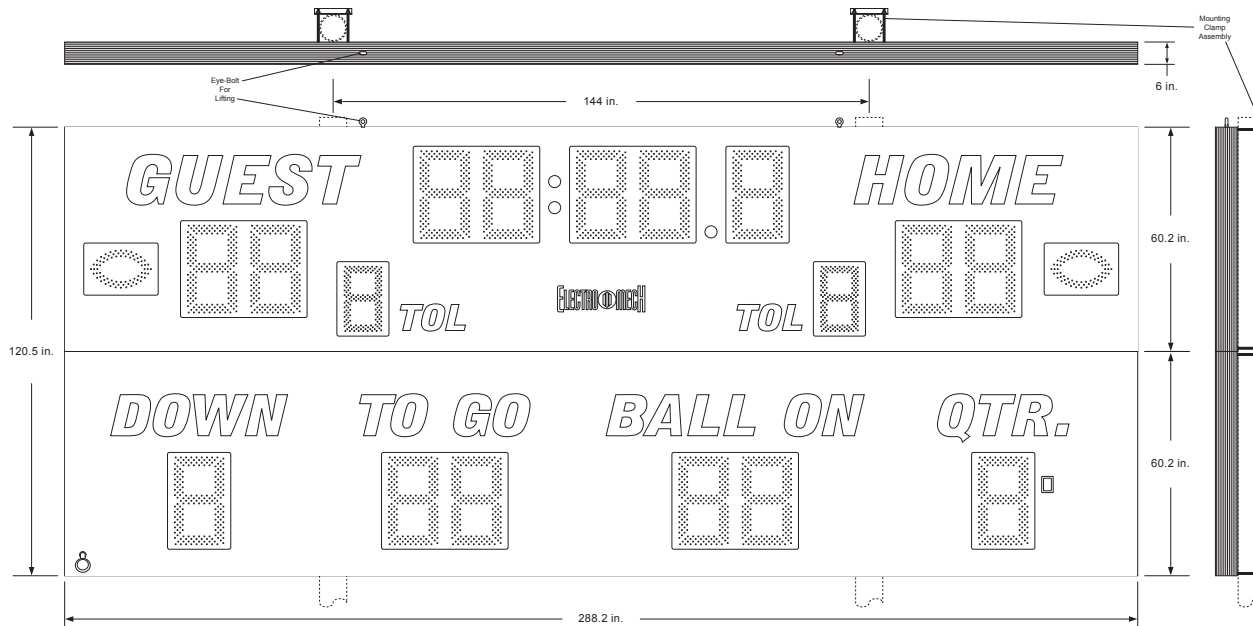 Mounting
Clamp
Assembly
6 in.
Eye-Bolt
For
Lifting
144 in.
GUEST
HOME
60.2 in.
TOL
ELECTRO MECH
TOL
120.5 in.
DOWN
TO GO
BALL ON
QTR.
60.2 in.
288.2 in.